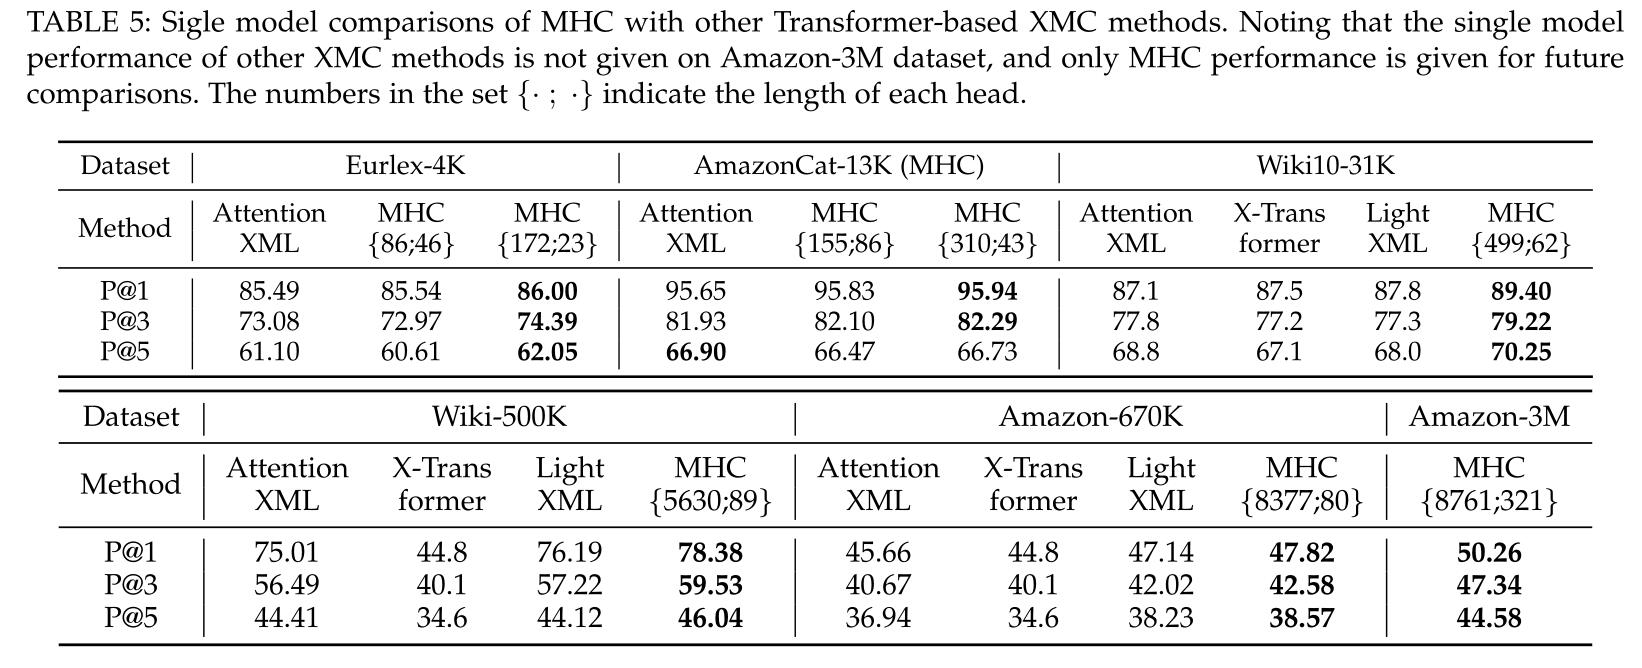 TABLE 5: Sigle model comparisons of MHC with other Transformer-based XMC methods. Noting that the single model
performance of other XMC methods is not given on Amazon-3M dataset, and only MHC performance is given for future
comparisons. The numbers in the set {· ; ·} indicate the length of each head.
Dataset Eurlex-4K AmazonCat-13K (MHC) Wiki10-31K
Method Attention XML MHC {86;46} MHC {172;23} Attention XML MHC {155;86} MHC {310;43} Attention XML X-Trans former Light XML MHC {499;62}
P@1 85.49 85.54 86.00 95.65 95.83 95.94 87.1 87.5 87.8 89.40
P@3 73.08 72.97 74.39 81.93 82.10 82.29 77.8 77.2 77.3 79.22
P@5 61.10 60.61 62.05 66.90 66.47 66.73 68.8 67.1 68.0 70.25
Dataset Wiki-500K Amazon-670K Amazon-3M
Method Attention XML X-Trans former Light XML MHC {5630;89} Attention XML X-Trans former Light XML MHC {8377;80} MHC {8761;321}
P@1 75.01 44.8 76.19 78.38 45.66 44.8 47.14 47.82 50.26
P@3 56.49 40.1 57.22 59.53 40.67 40.1 42.02 42.58 47.34
P@5 44.41 34.6 44.12 46.04 36.94 34.6 38.23 38.57 44.58